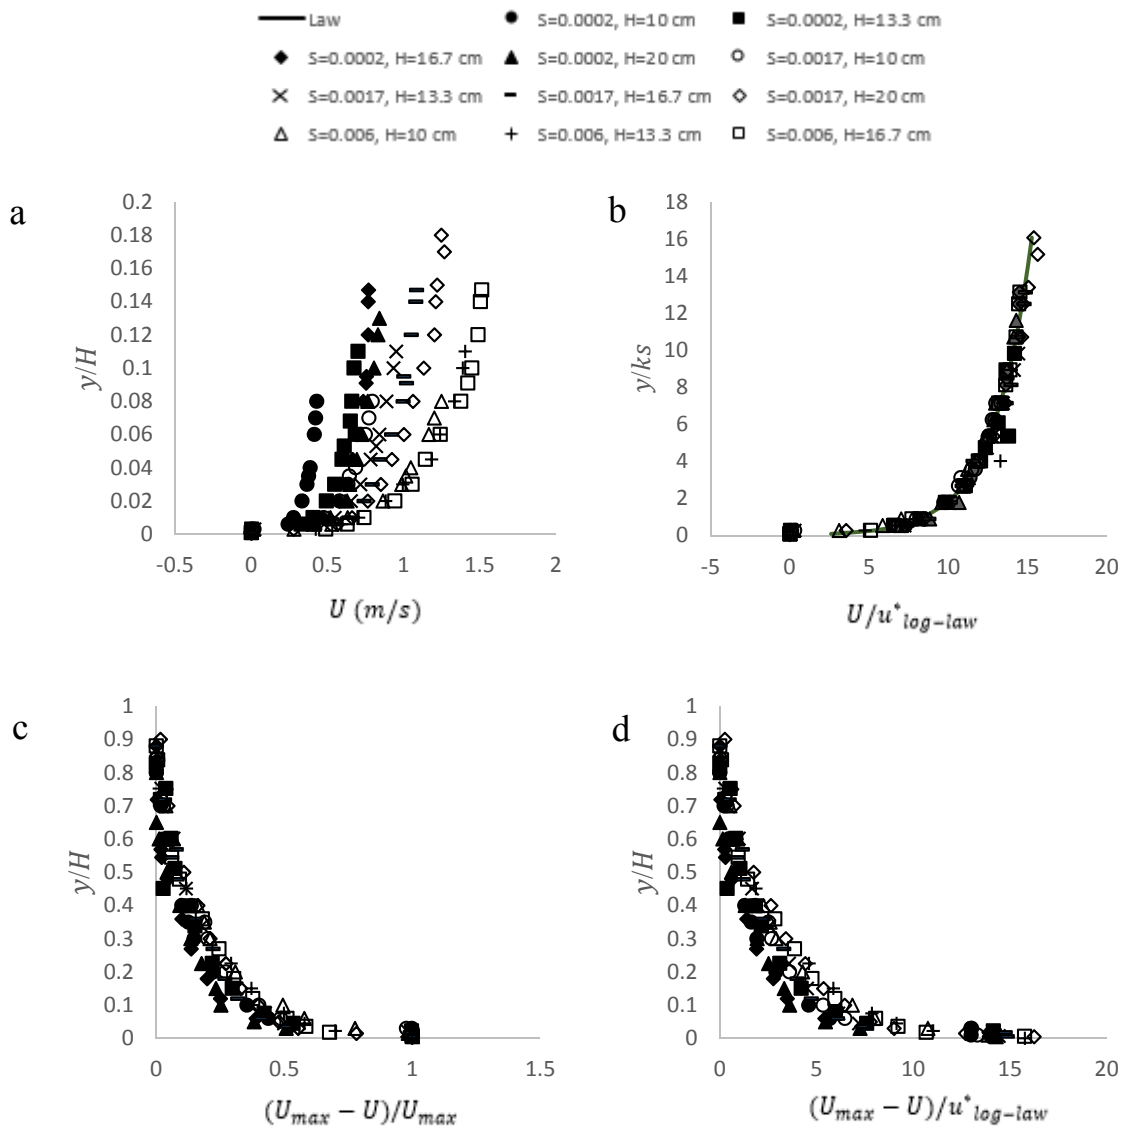 Law
S=0.0002, H=10 cm
S=0.0002, H=13.3 cm
S=0.0002, H=16.7 cm
S=0.0002, H=20 cm
S=0.0017, H=10 cm
S=0.0017, H=13.3 cm
S=0.0017, H=16.7 cm
S=0.0017, H=20 cm
S=0.006, H=10 cm
S=0.006, H=13.3 cm
S=0.006, H=16.7 cm
a
y/H
0.2
0.18
0.16
0.14
0.12
0.1
0.08
0.06
0.04
0.02
0
-0.5 0 0.5 1 1.5 2
U (m/s)
b
y/ks
18
16
14
12
10
8
6
4
2
0
-5 0 5 10 15 20
U/u*log−law
c
y/H
1
0.9
0.8
0.7
0.6
0.5
0.4
0.3
0.2
0.1
0
0 0.5 1 1.5
(Umax − U)/Umax
d
y/H
1
0.9
0.8
0.7
0.6
0.5
0.4
0.3
0.2
0.1
0
0 5 10 15 20
(Umax − U)/u*log−law